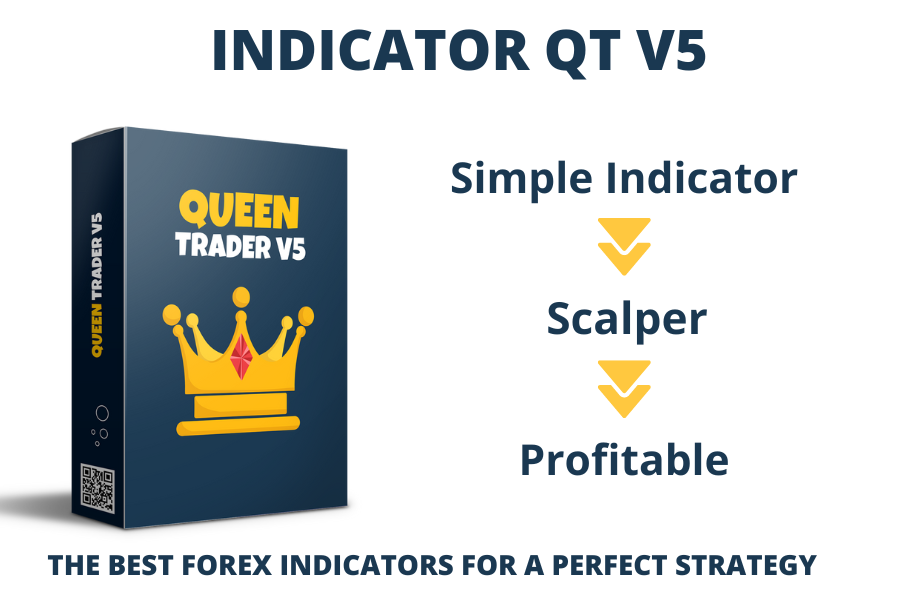 INDICATOR QT V5
QUEEN
TRADER V5
QUEEN TRADER V5
Simple Indicator
Scalper
Profitable
THE BEST FOREX INDICATORS FOR A PERFECT STRATEGY